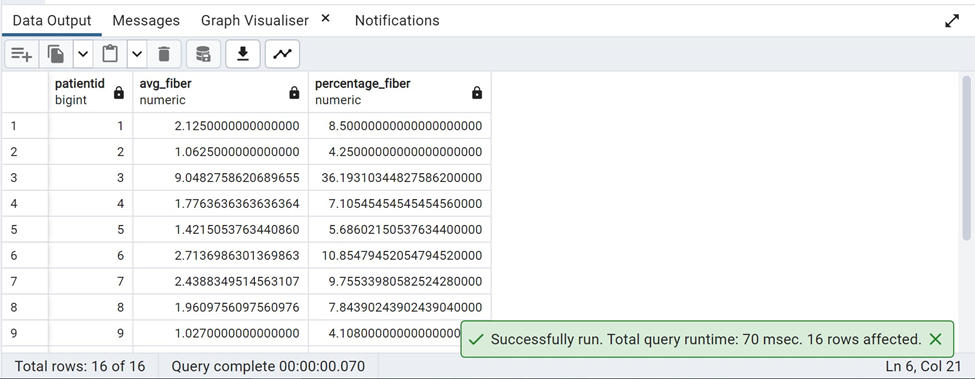 Data Output Messages Graph Visualiser × Notifications
patientid avg_fiber percentage_fiber
bigint numeric numeric
1 1 2.1250000000000000 8.50000000000000000000
2 2 1.0625000000000000 4.25000000000000000000
3 3 9.0482758620689655 36.19310344827586200000
4 4 1.7763636363636364 7.10545454545454560000
5 5 1.4215053763440860 5.68602150537634400000
6 6 2.7136986301369863 10.85479452054794520000
7 7 2.4388349514563107 9.75533980582524280000
8 8 1.9609756097560976 7.84390243902439040000
9 9 1.0270000000000000
Successfully run. Total query runtime: 70 msec. 16 rows affected.
Total rows: 16 of 16 Query complete 00:00:00.070 Ln 6, Col 21